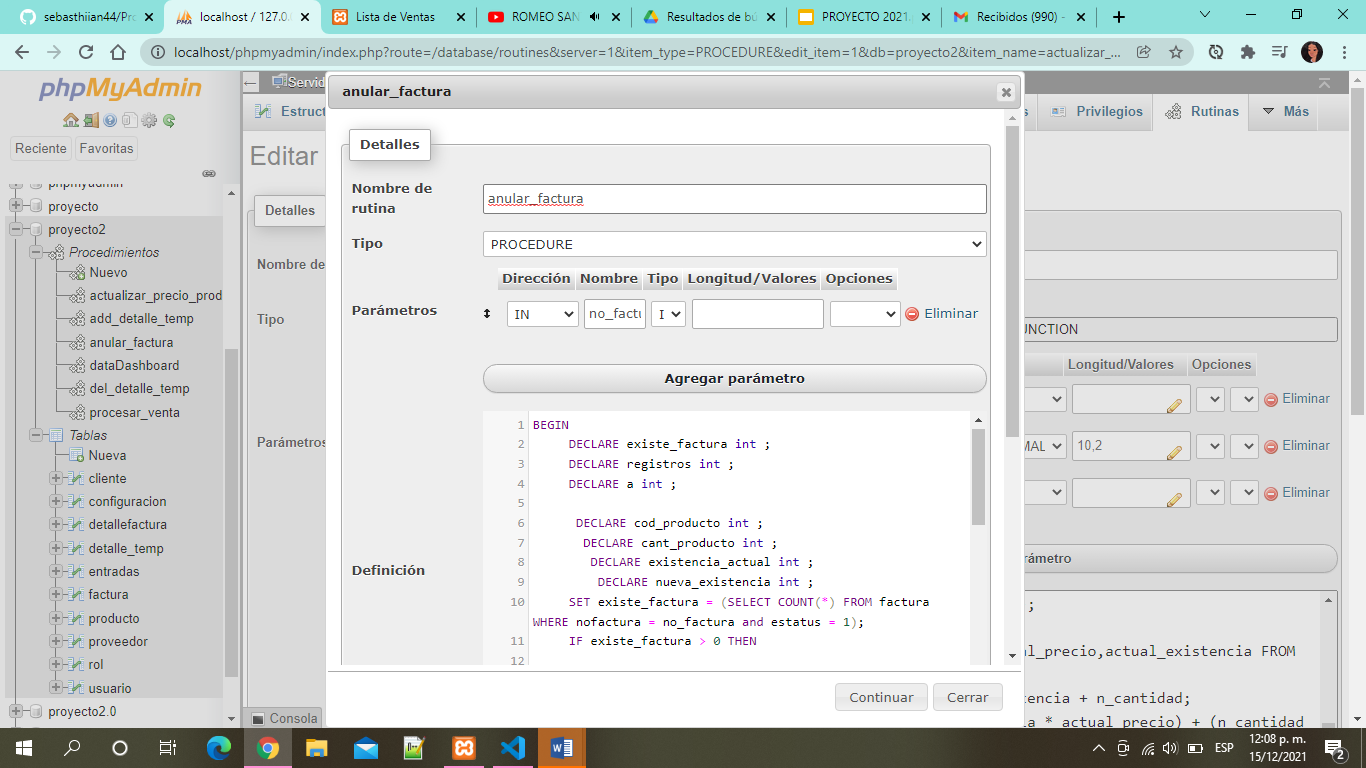 sebasthiian44/Pro
localhost / 127.0.
Lista de Ventas
ROMEO SAN
Resultados de bú
PROYECTO 2021.
Recibidos (990) -
localhost/phpmyadmin/index.php?route=/database/routines&server=1&item_type=PROCEDURE&edit_item=1&db=proyecto2&item_name=actualizar_...
phpMyAdmin
Reciente
Favoritas
phpmyadmin
proyecto
proyecto2
Procedimientos
Nuevo
actualizar_precio_prod
add_detalle_temp
anular_factura
dataDashboard
del_detalle_temp
procesar_venta
Tablas
Nueva
cliente
configuracion
detallefactura
detalle_temp
entradas
factura
producto
proveedor
rol
usuario
proyecto2.0
Servid
Estruct
s
Privilegios
Rutinas
Más
Editar
Detalles
Nombre de
Tipo
Parámetros
Consola
anular_factura
Detalles
Nombre de rutina
anular_factura
Tipo
PROCEDURE
Dirección Nombre Tipo Longitud/Valores Opciones
Parámetros
IN
no_factu
I
Eliminar
Agregar parámetro
Definición
1 BEGIN
2 DECLARE existe_factura int ;
3 DECLARE registros int ;
4 DECLARE a int ;
5
6 DECLARE cod_producto int ;
7 DECLARE cant_producto int ;
8 DECLARE existencia_actual int ;
9 DECLARE nueva_existencia int ;
10 SET existe_factura = (SELECT COUNT(*) FROM factura
WHERE nofactura = no_factura and estatus = 1);
11 IF existe_factura > 0 THEN
12
Continuar
Cerrar
UNCTION
Longitud/Valores Opciones
Eliminar
MAL
10,2
Eliminar
Eliminar
rámetro
;
al_precio,actual_existencia FROM
tencia + n_cantidad;
a * actual_precio) + (n_cantidad
ESP
12:08 p. m.
15/12/2021
2